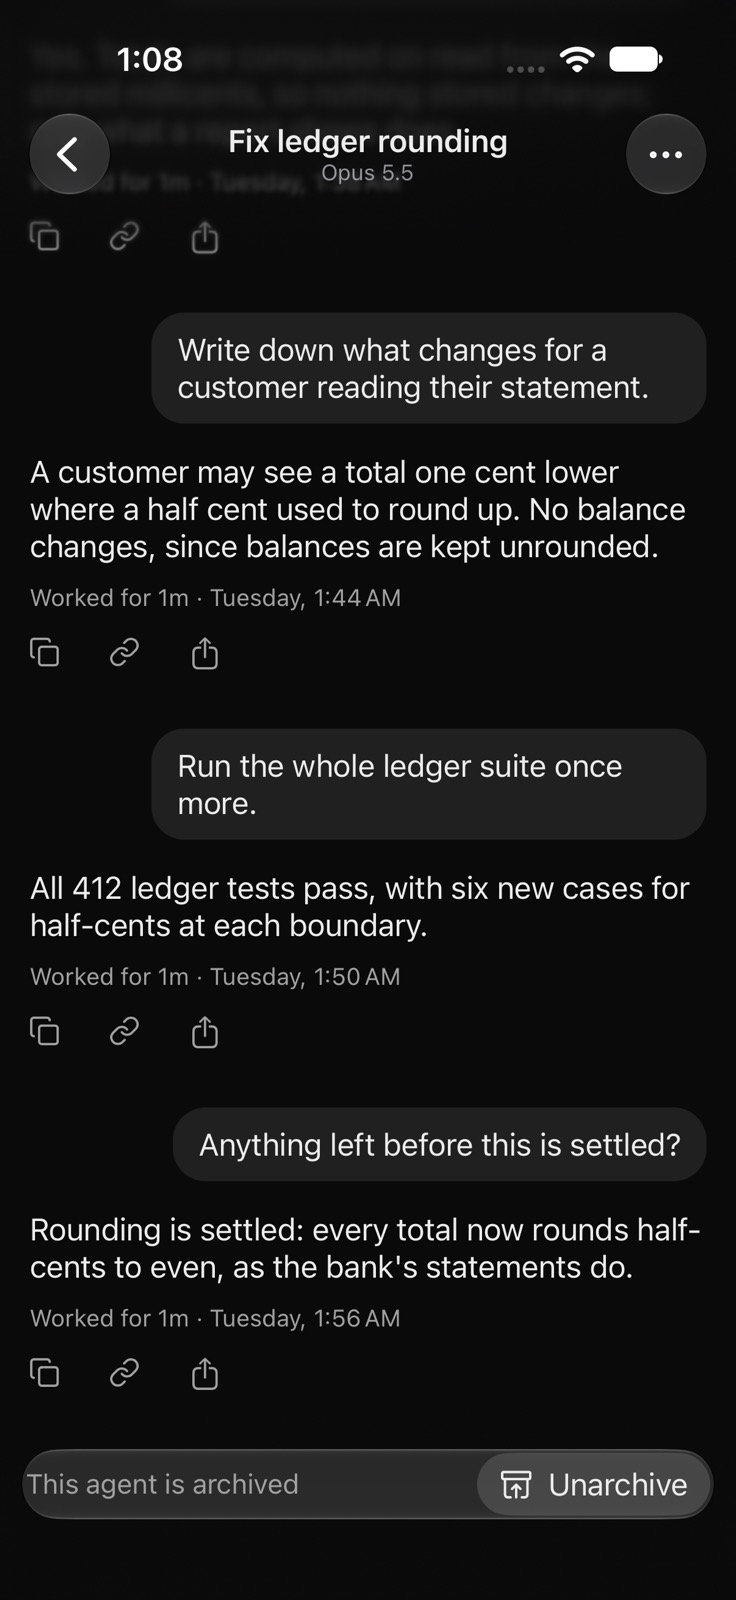 1:08
Fix ledger rounding
Opus 5.5
Write down what changes for a
customer reading their statement.
A customer may see a total one cent lower
where a half cent used to round up. No balance
changes, since balances are kept unrounded.
Worked for 1m · Tuesday, 1:44 AM
Run the whole ledger suite once
more.
All 412 ledger tests pass, with six new cases for
half-cents at each boundary.
Worked for 1m · Tuesday, 1:50 AM
Anything left before this is settled?
Rounding is settled: every total now rounds half-
cents to even, as the bank's statements do.
Worked for 1m · Tuesday, 1:56 AM
This agent is archived
Unarchive